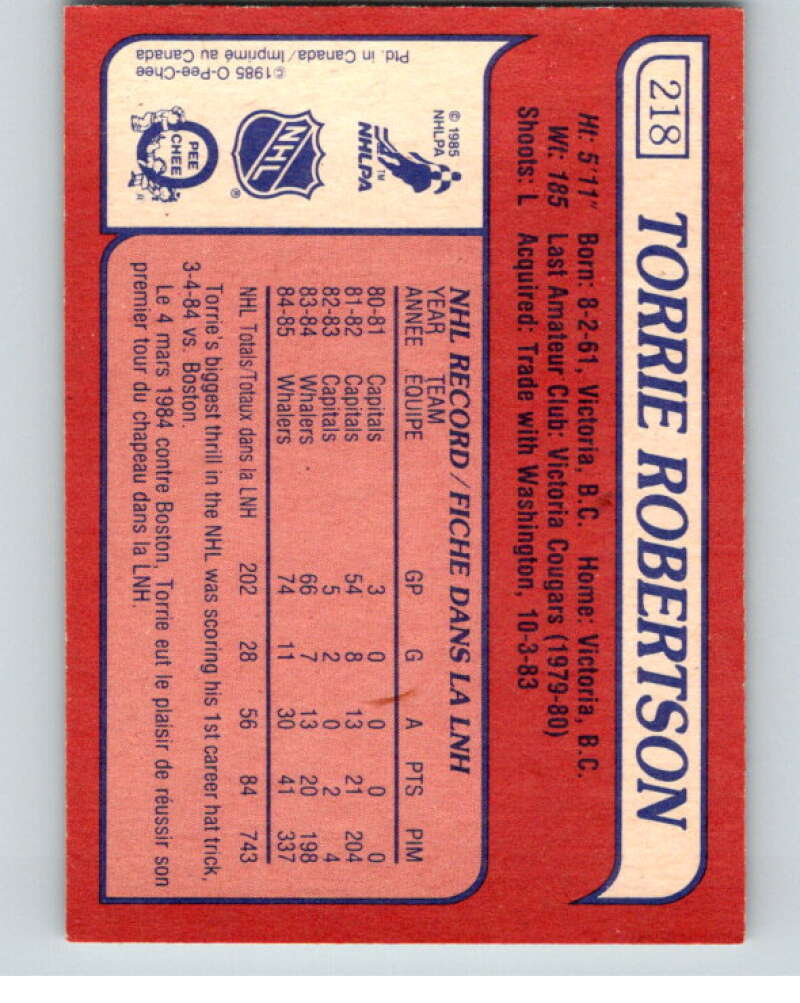 218
TORRIE ROBERTSON
Ht: 5'11" Born: 8-2-61, Victoria, B.C. Home: Victoria, B.C.
Wt: 185 Last Amateur Club: Victoria Cougars (1979-80)
Shoots: L Acquired: Trade with Washington, 10-3-83
© 1985
NHLPA
NHLPA™
NHL
®
O PEE CHEE
©1985 O-Pee-Chee
Ptd. in Canada/Imprimé au Canada
NHL RECORD/FICHE DANS LA LNH
YEAR TEAM
ANNÉE ÉQUIPE GP G A PTS PIM
80-81 Capitals 3 0 0 0 0
81-82 Capitals 54 8 13 21 204
82-83 Capitals 5 2 0 2 4
83-84 Whalers 66 7 13 20 198
84-85 Whalers 74 11 30 41 337
NHL Totals/Totaux dans la LNH 202 28 56 84 743
Torrie's biggest thrill in the NHL was scoring his 1st career hat trick,
3-4-84 vs. Boston.
Le 4 mars 1984 contre Boston, Torrie eut le plaisir de réussir son
premier tour du chapeau dans la LNH.